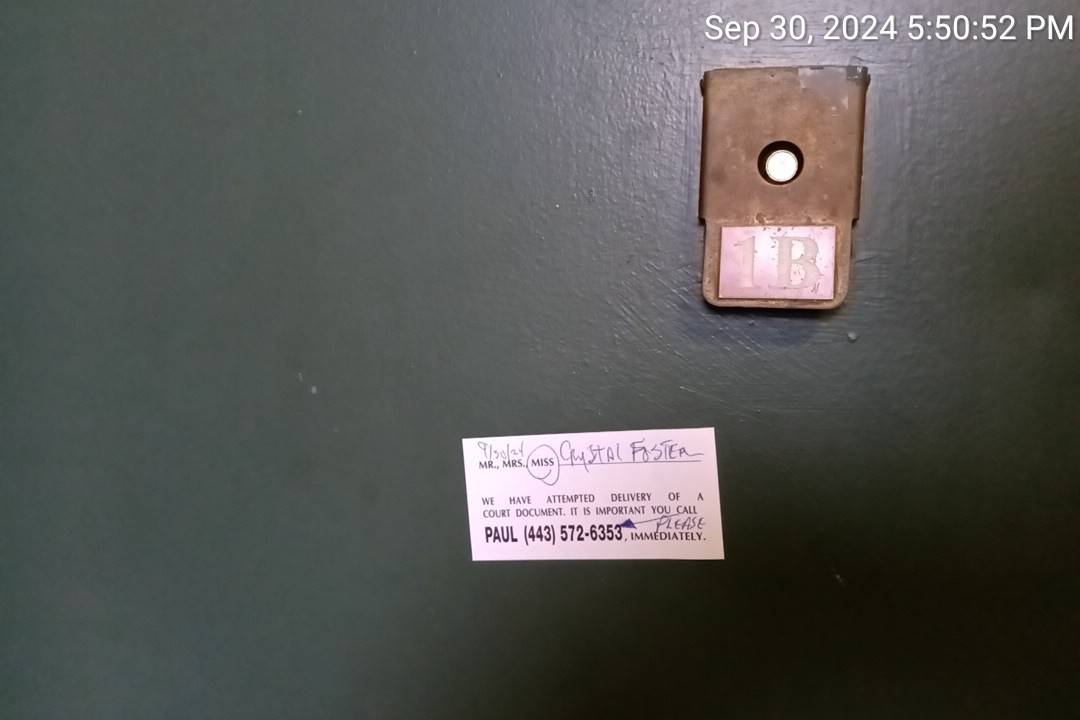 Sep 30, 2024 5:50:52 PM
1B
9/30/24
MR., MRS., MISS Crystal Foster
WE HAVE ATTEMPTED DELIVERY OF A
COURT DOCUMENT. IT IS IMPORTANT YOU CALL
PLEASE
PAUL (443) 572-6353, IMMEDIATELY.